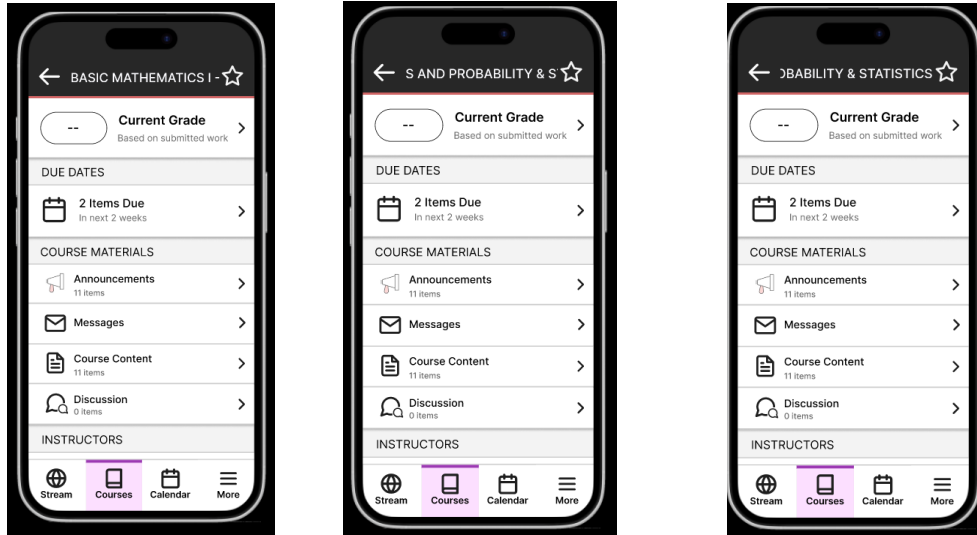 BASIC MATHEMATICS I -
--
Current Grade
Based on submitted work
DUE DATES
2 Items Due
In next 2 weeks
COURSE MATERIALS
Announcements
11 items
Messages
Course Content
11 items
Discussion
0 items
INSTRUCTORS
Stream
Courses
Calendar
More
S AND PROBABILITY & S
--
Current Grade
Based on submitted work
DUE DATES
2 Items Due
In next 2 weeks
COURSE MATERIALS
Announcements
11 items
Messages
Course Content
11 items
Discussion
0 items
INSTRUCTORS
Stream
Courses
Calendar
More
OBABILITY & STATISTICS
--
Current Grade
Based on submitted work
DUE DATES
2 Items Due
In next 2 weeks
COURSE MATERIALS
Announcements
11 items
Messages
Course Content
11 items
Discussion
0 items
INSTRUCTORS
Stream
Courses
Calendar
More